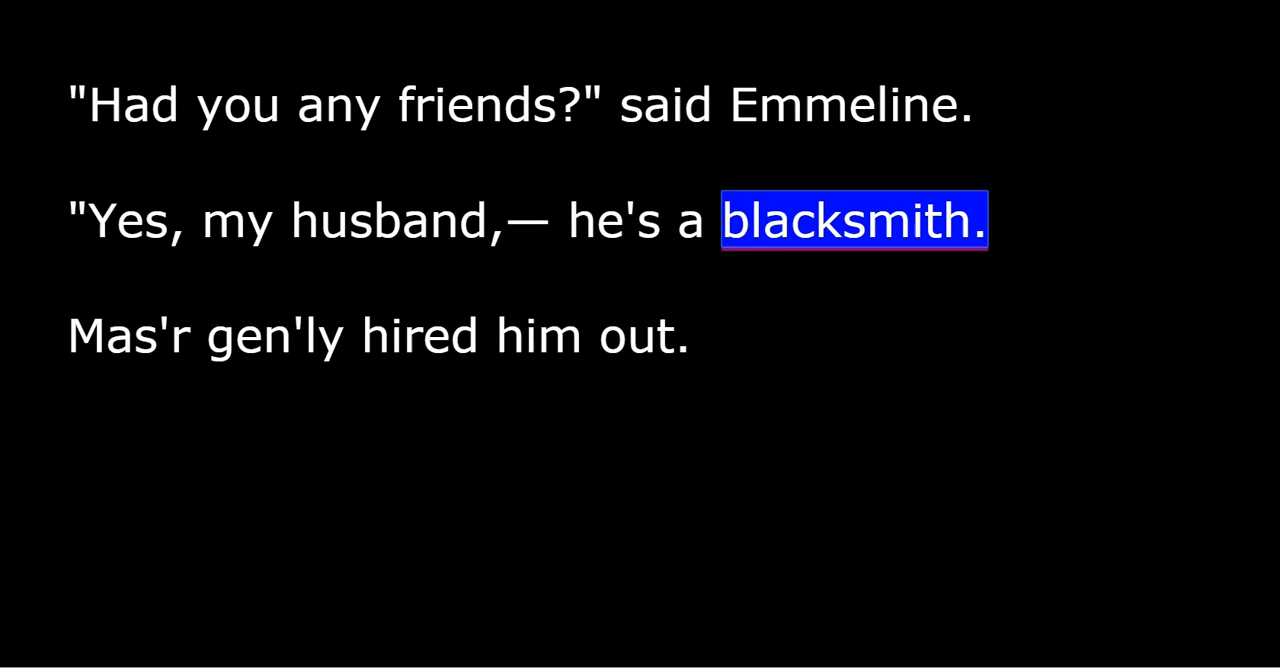 "Had you any friends?" said Emmeline.
"Yes, my husband,— he's a blacksmith.
Mas'r gen'ly hired him out.